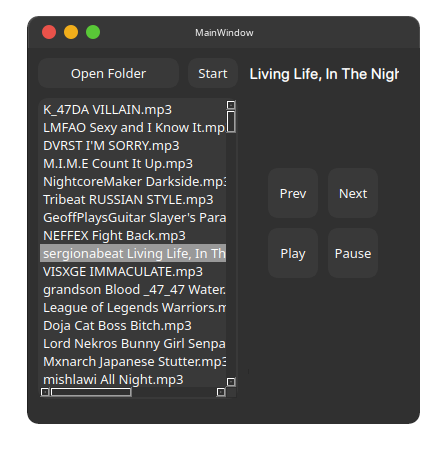 MainWindow
Open Folder
Start
Living Life, In The Nigh
K_47DA VILLAIN.mp3
LMFAO Sexy and I Know It.mp
DVRST I'M SORRY.mp3
M.I.M.E Count It Up.mp3
NightcoreMaker Darkside.mp3
Tribeat RUSSIAN STYLE.mp3
GeoffPlaysGuitar Slayer's Para
NEFFEX Fight Back.mp3
sergionabeat Living Life, In Th
VISXGE IMMACULATE.mp3
grandson Blood _47_47 Water.
League of Legends Warriors.m
Doja Cat Boss Bitch.mp3
Lord Nekros Bunny Girl Senpa
Mxnarch Japanese Stutter.mp3
mishlawi All Night.mp3
Prev
Next
Play
Pause